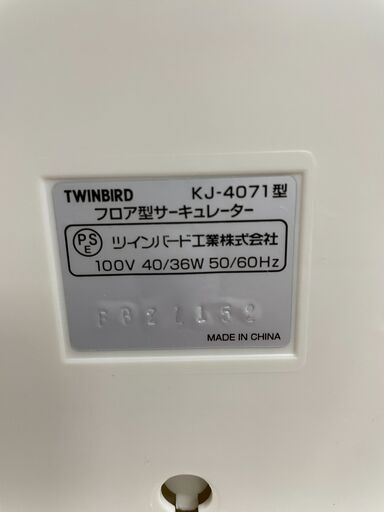 TWINBIRD KJ-4071型
フロア型サーキュレーター
PSE ツインバード工業株式会社
100V 40/36W 50/60Hz
MADE IN CHINA